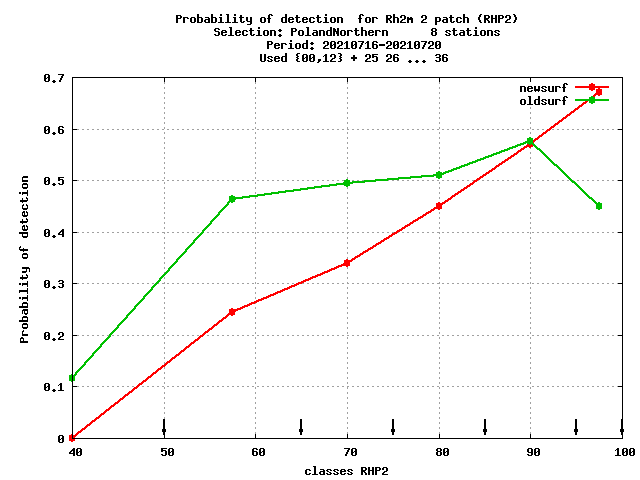 Probability of detection  for Rh2m 2 patch (RHP2)
Selection: PolandNorthern      8 stations
Period: 20210716-20210720
Used {00,12} + 25 26 ... 36
newsurf
oldsurf
Probability of detection
0.7
0.6
0.5
0.4
0.3
0.2
0.1
0
40 50 60 70 80 90 100
classes RHP2